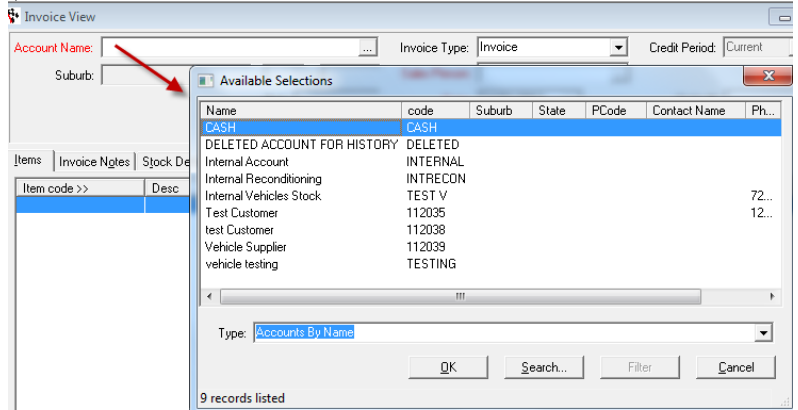 Invoice View
Account Name: ... Invoice Type: Invoice Credit Period: Current
Suburb:
Available Selections
Name code Suburb State PCode Contact Name Ph...
CASH CASH
DELETED ACCOUNT FOR HISTORY DELETED
Internal Account INTERNAL
Internal Reconditioning INTRECON
Internal Vehicles Stock TEST V 72...
Test Customer 112035 12...
test Customer 112038
Vehicle Supplier 112039
vehicle testing TESTING
Items Invoice Notes Stock De
Item code >> Desc
Type: Accounts By Name
OK Search... Filter Cancel
9 records listed